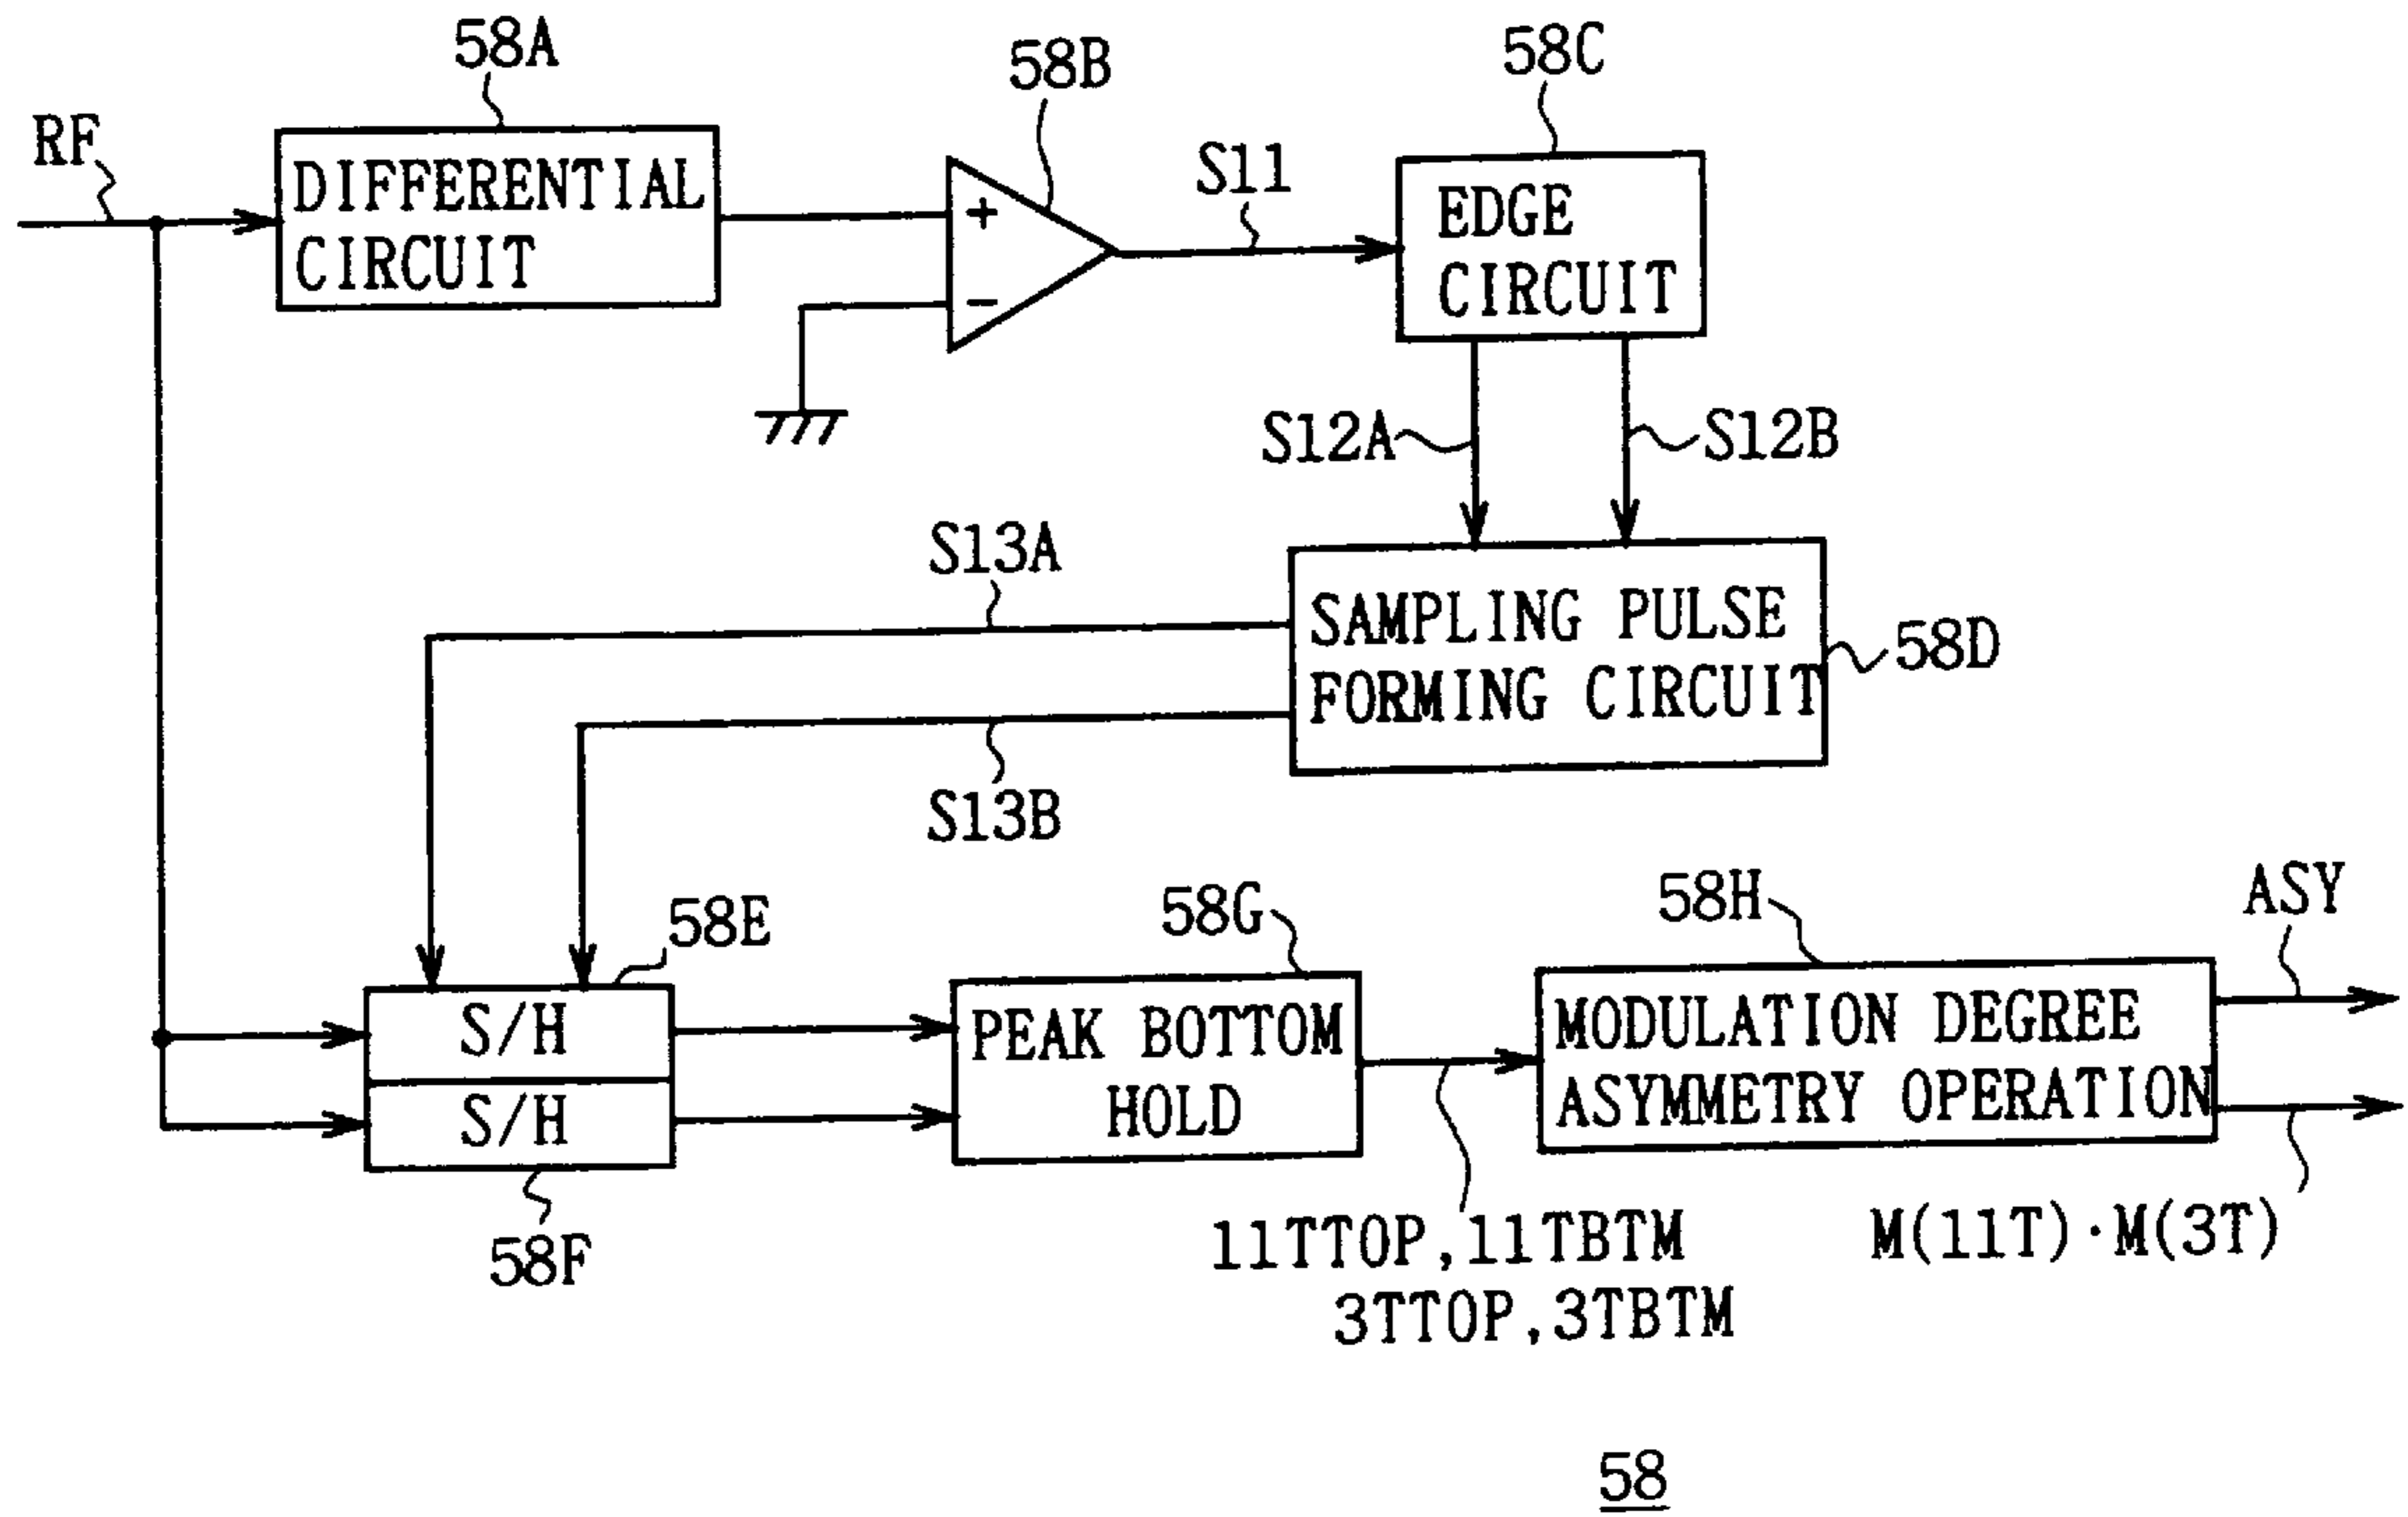 58A
58B
58C
RF
DIFFERENTIAL
CIRCUIT
+
−
S11
EDGE
CIRCUIT
S12A
S12B
S13A
SAMPLING PULSE
FORMING CIRCUIT
58D
S13B
58E
58G
58H
ASY
S/H
S/H
PEAK BOTTOM
HOLD
MODULATION DEGREE
ASYMMETRY OPERATION
58F
11TTOP,11TBTM
3TTOP,3TBTM
M(11T)·M(3T)
58